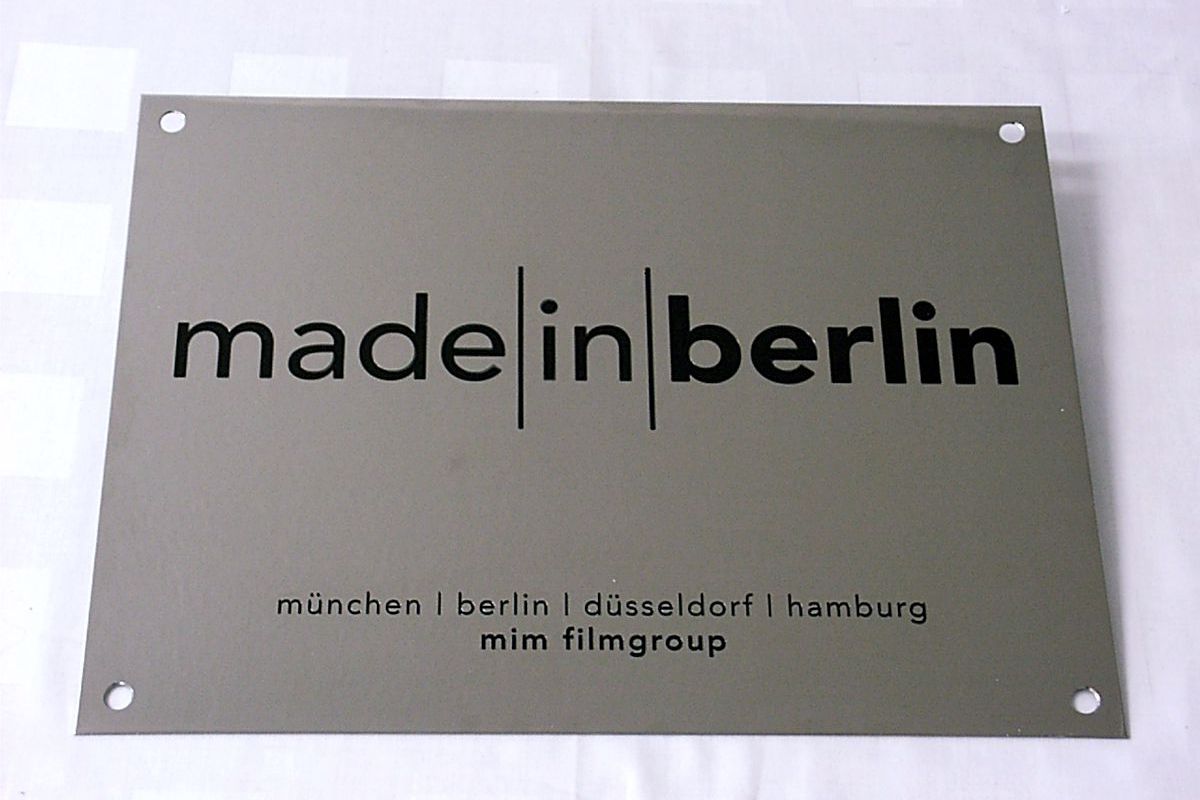 made|in|berlin
münchen | berlin | düsseldorf | hamburg
mim filmgroup